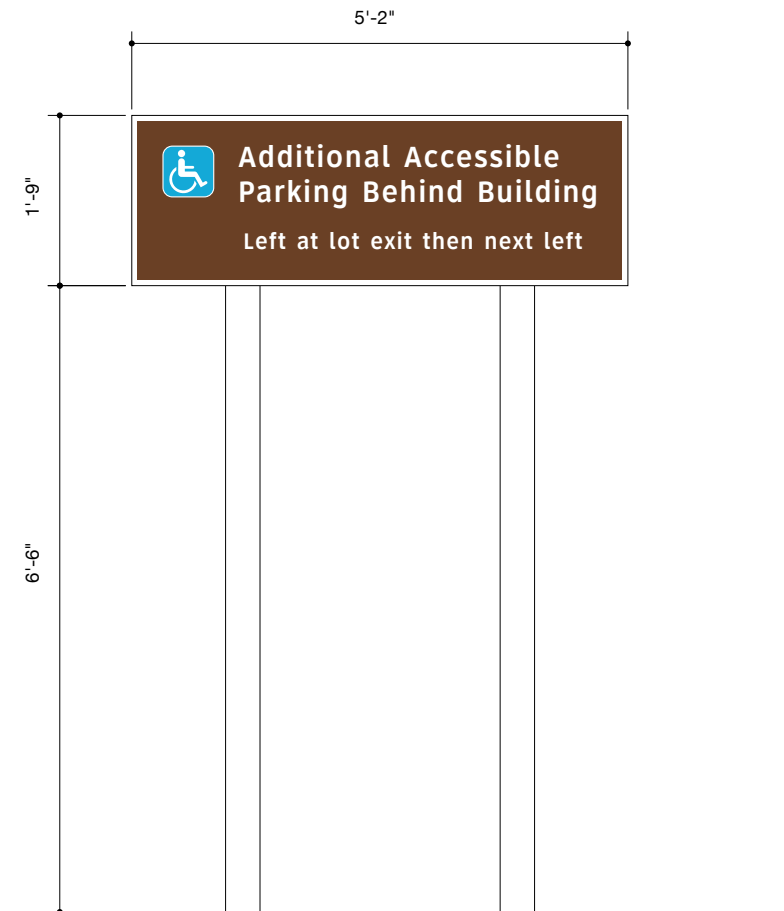 5'-2"
1'-9"
Additional Accessible
Parking Behind Building
Left at lot exit then next left
6'-6"